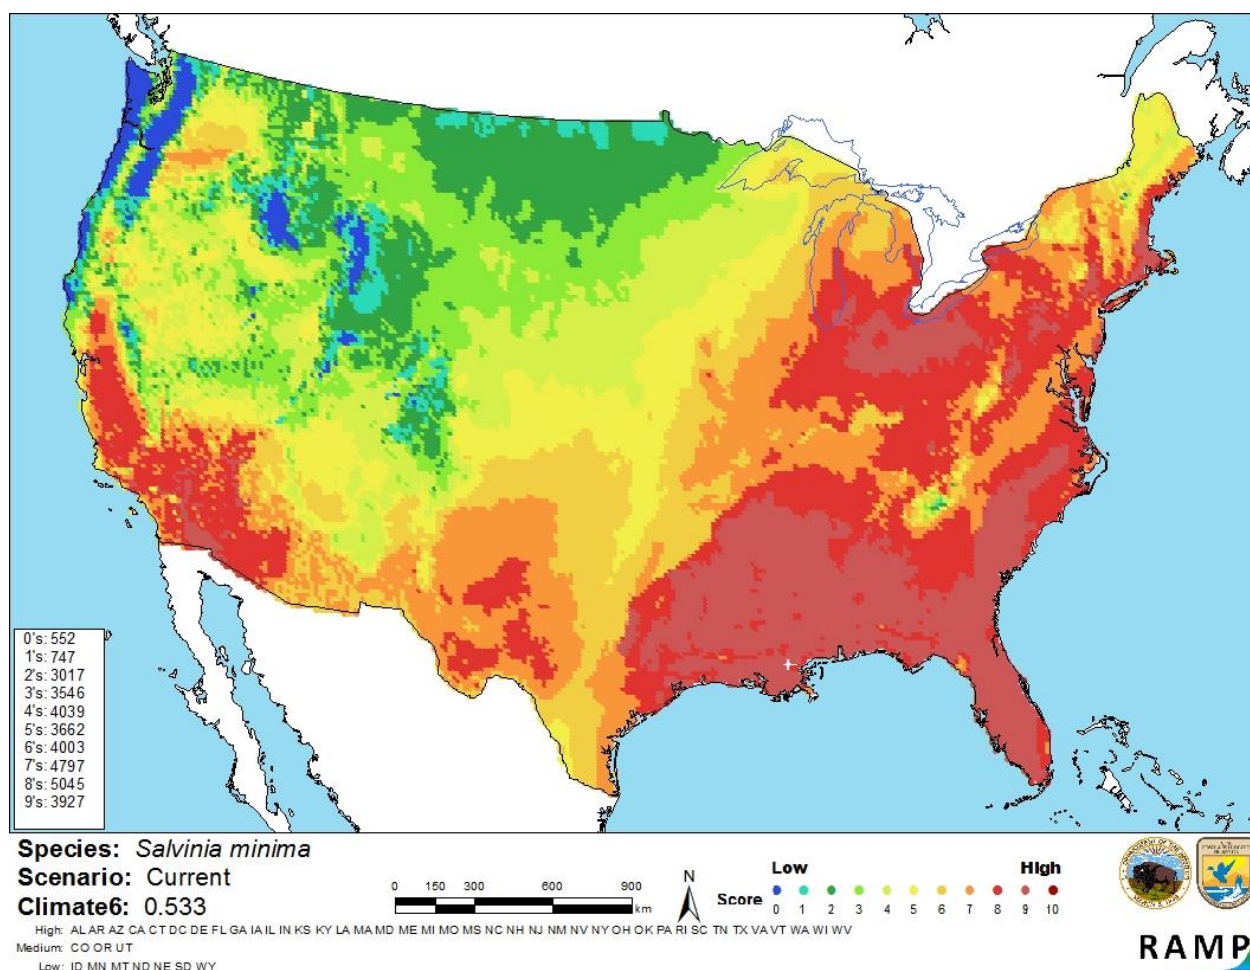 0's: 552
1's: 747
2's: 3017
3's: 3546
4's: 4039
5's: 3662
6's: 4003
7's: 4797
8's: 5045
9's: 3927
Species: Salvinia minima
Scenario: Current
Climate6: 0.533
0 150 300 600 900
km
N
Low High
Score 0 1 2 3 4 5 6 7 8 9 10
High: AL AR AZ CA CT DC DE FL GA IA IL IN KS KY LA MA MD ME MI MO MS NC NH NJ NM NV NY OH OK PA RI SC TN TX VA VT WA WI WV
Medium: CO OR UT
Low: ID MN MT ND NE SD WY
RAMP